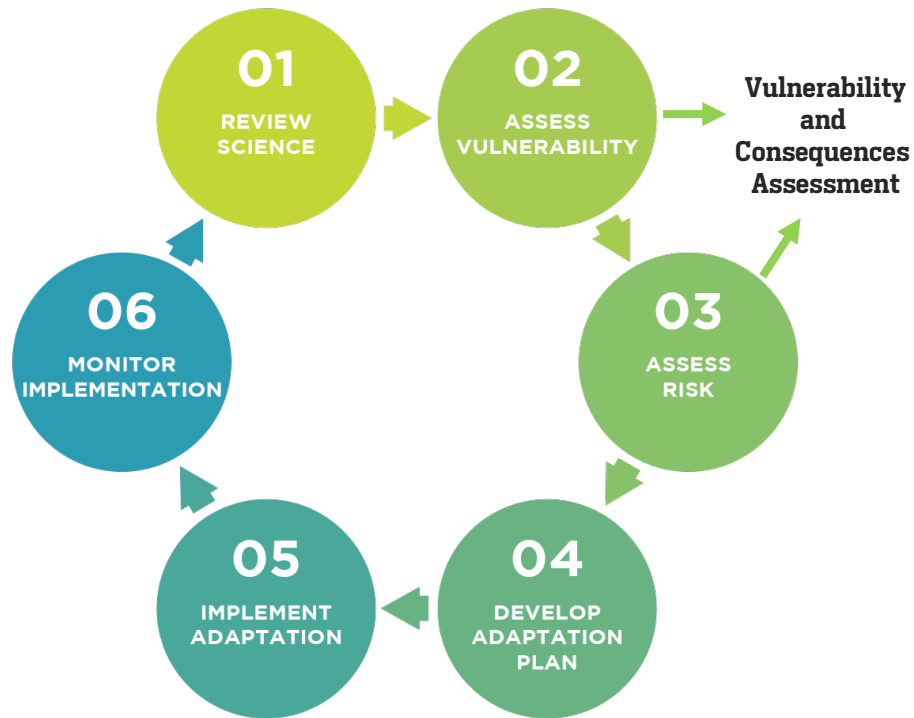 01
REVIEW
SCIENCE
02
ASSESS
VULNERABILITY
Vulnerability
and
Consequences
Assessment
03
ASSESS
RISK
04
DEVELOP
ADAPTATION
PLAN
05
IMPLEMENT
ADAPTATION
06
MONITOR
IMPLEMENTATION